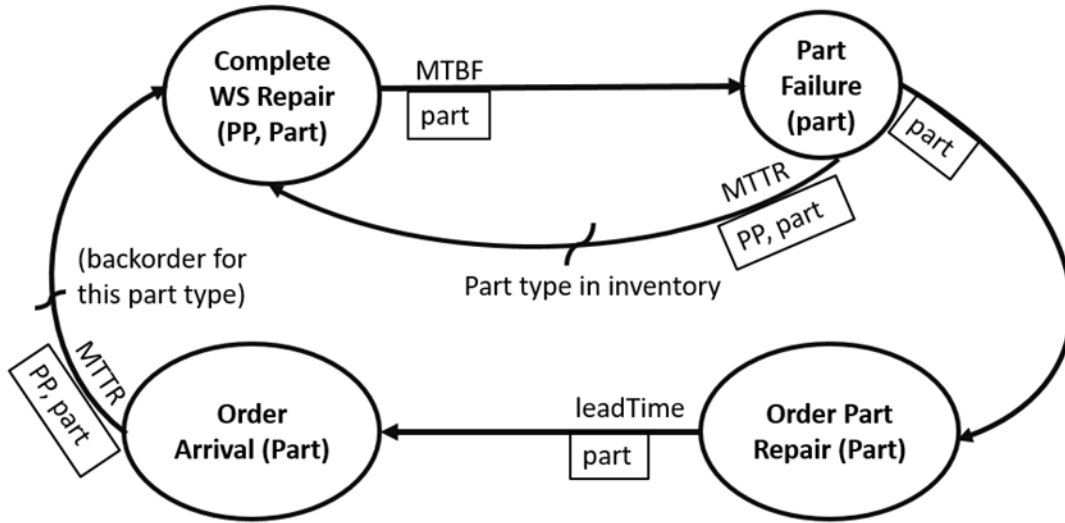 Complete
WS Repair
(PP, Part)
MTBF
part
Part
Failure
(part)
part
MTTR
PP, part
Part type in inventory
(backorder for
this part type)
MTTR
PP, part
Order
Arrival (Part)
leadTime
part
Order Part
Repair (Part)